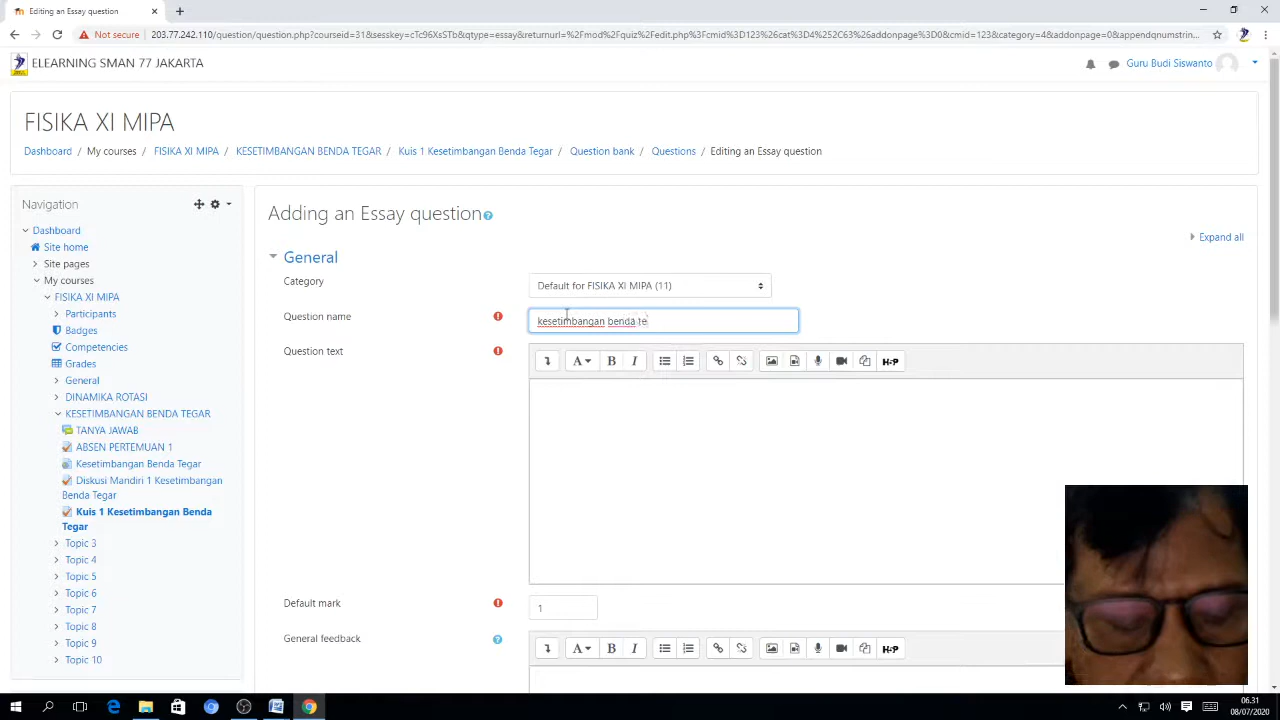 Editing an Essay question
Not secure
203.77.242.110/question/question.php?courseid=31&sesskey=cTc96XsSTb&qtype=essay&returnurl=%2Fmod%2Fquiz%2Fedit.php%3Fcmid%3D123%26cat%3D4%252C63%26addonpage%3D0&cmid=123&category=4&addonpage=0&appendqnumstrin...
ELEARNING SMAN 77 JAKARTA
Guru Budi Siswanto
FISIKA XI MIPA
Dashboard / My courses / FISIKA XI MIPA / KESETIMBANGAN BENDA TEGAR / Kuis 1 Kesetimbangan Benda Tegar / Question bank / Questions / Editing an Essay question
Navigation
Dashboard
Site home
Site pages
My courses
FISIKA XI MIPA
Participants
Badges
Competencies
Grades
General
DINAMIKA ROTASI
KESETIMBANGAN BENDA TEGAR
TANYA JAWAB
ABSEN PERTEMUAN 1
Kesetimbangan Benda Tegar
Diskusi Mandiri 1 Kesetimbangan
Benda Tegar
Kuis 1 Kesetimbangan Benda
Tegar
Topic 3
Topic 4
Topic 5
Topic 6
Topic 7
Topic 8
Topic 9
Topic 10
Adding an Essay question
Expand all
General
Category
Default for FISIKA XI MIPA (11)
Question name
kesetimbangan benda te
Question text
A B I H-P
Default mark
1
General feedback
A B I H-P
06.31
08/07/2020